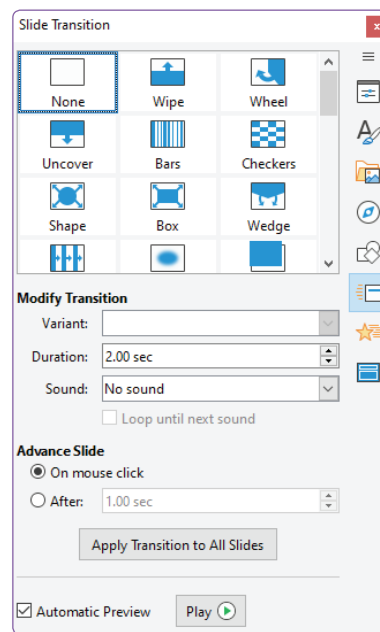 Slide Transition
None Wipe Wheel
Uncover Bars Checkers
Shape Box Wedge
Modify Transition
Variant:
Duration: 2.00 sec
Sound: No sound
Loop until next sound
Advance Slide
On mouse click
After: 1.00 sec
Apply Transition to All Slides
Automatic Preview Play